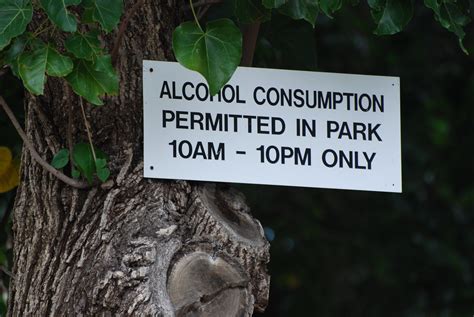 ALCOHOL CONSUMPTION
PERMITTED IN PARK
10AM - 10PM ONLY